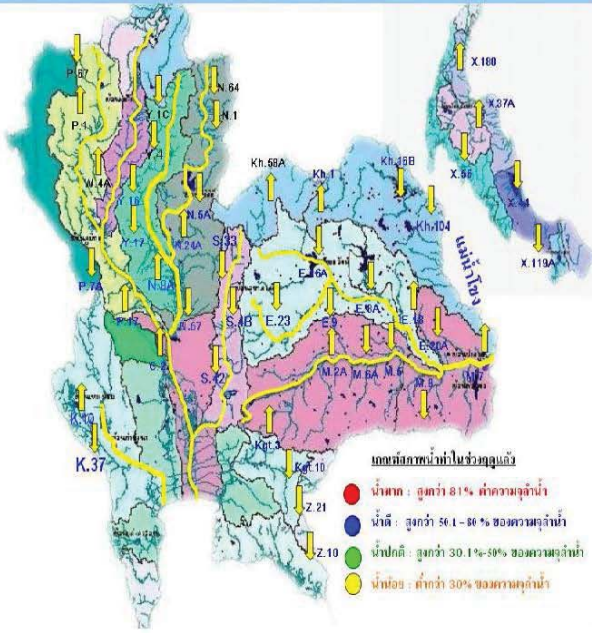 X.180
P.67
X.37A
N.64
P.1
Y.1C
N.1
Kh.58A
Kh.1
Kh.16B
Y.4
W.4A
X.55
N.5A
Kh.104
Y.17
N.24A
S.33
แม่น้ำโขง
X.119A
E.16A
P.7A
N.8A
E.8A
P.17
N.67
S.4B
E.23
E.9
E.18
E.20A
C.2
S.42
M.2A
M.6A
M.5
M.9
K.10
K.37
Kgt.3
Kgt.10
Z.21
Z.10
เกณฑ์สภาพน้ำท่าในช่วงฤดูแล้ง
น้ำมาก : สูงกว่า 81% ค่าความจุลำน้ำ
น้ำดี : สูงกว่า 50.1 - 80 % ของความจุลำน้ำ
น้ำปกติ : สูงกว่า 30.1%-50% ของความจุลำน้ำ
น้ำน้อย : ต่ำกว่า 30% ของความจุลำน้ำ